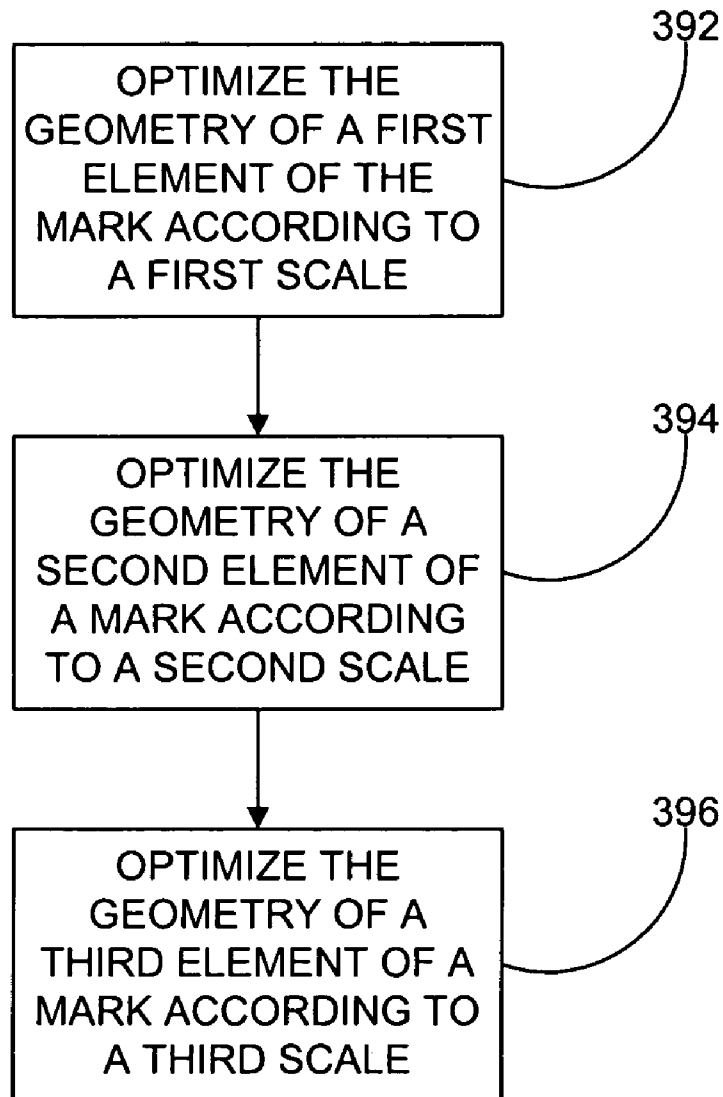 392
OPTIMIZE THE
GEOMETRY OF A FIRST
ELEMENT OF THE
MARK ACCORDING TO
A FIRST SCALE
394
OPTIMIZE THE
GEOMETRY OF A
SECOND ELEMENT OF
A MARK ACCORDING
TO A SECOND SCALE
396
OPTIMIZE THE
GEOMETRY OF A
THIRD ELEMENT OF A
MARK ACCORDING TO
A THIRD SCALE